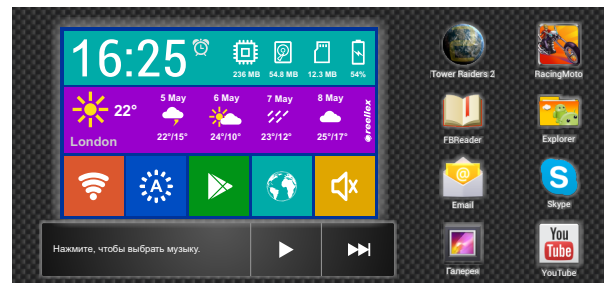 16:25
236 MB 54.8 MB 12.3 MB 54%
22°
London
5 May 6 May 7 May 8 May
22°/15° 24°/10° 23°/12° 25°/17°
reellex
A
Нажмите, чтобы выбрать музыку.
Tower Raiders 2
RacingMoto
FBReader
Explorer
@
Email
S
Skype
Галерея
You
Tube
YouTube